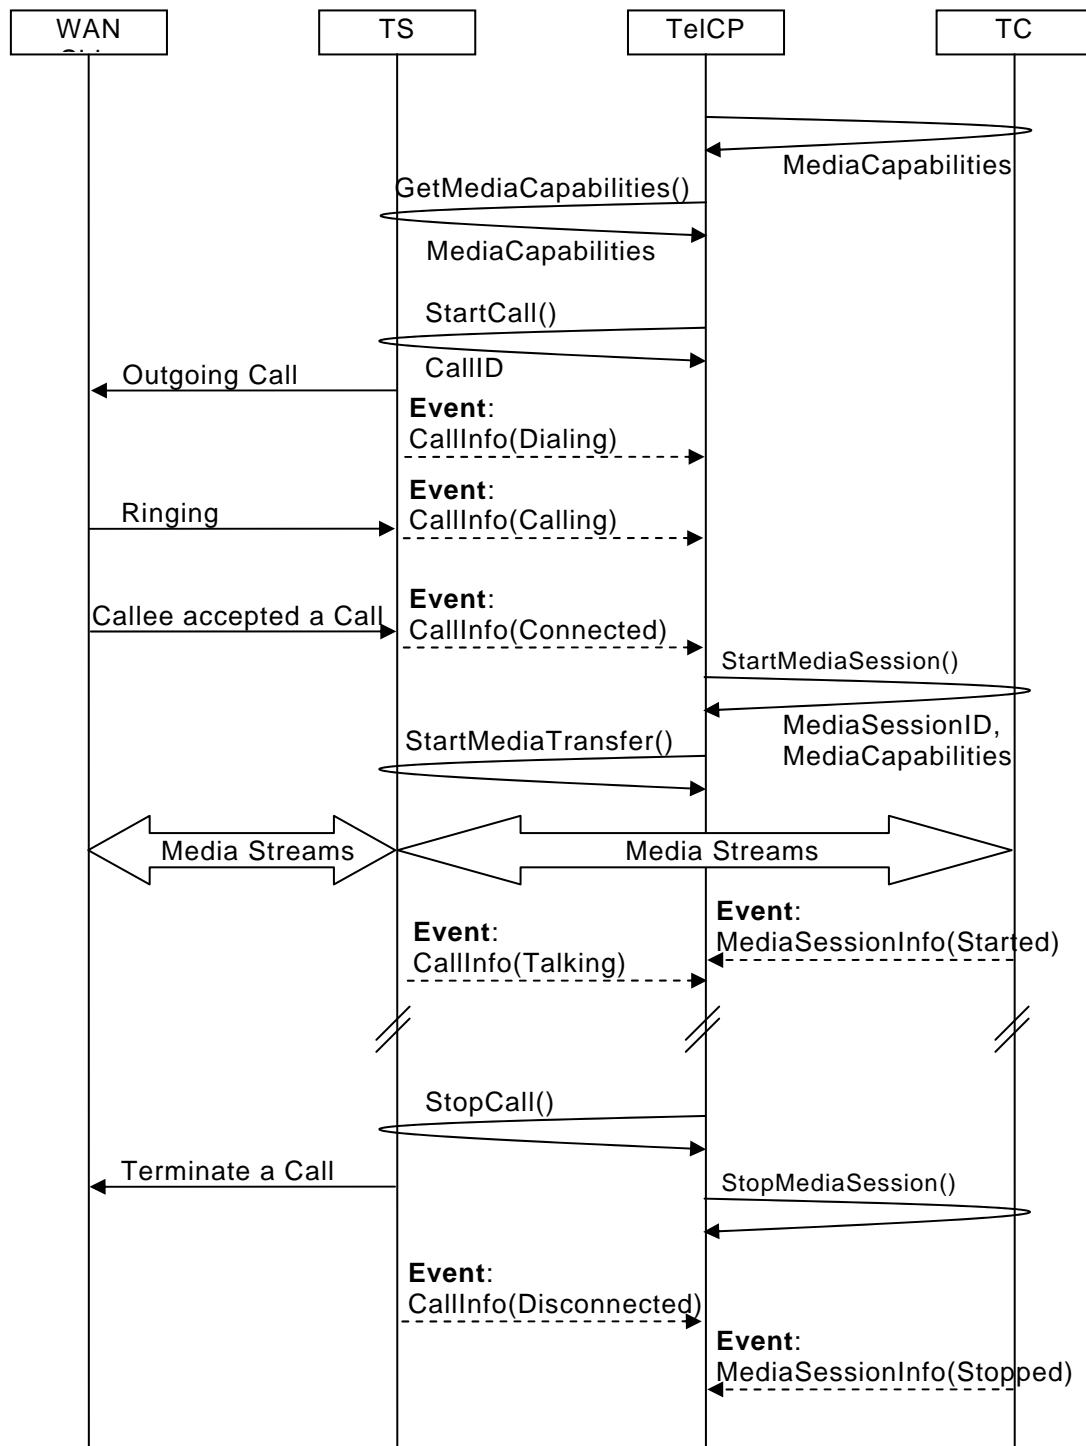 WAN
TS
TelCP
TC
MediaCapabilities
GetMediaCapabilities()
MediaCapabilities
StartCall()
CallID
Outgoing Call
Event:
CallInfo(Dialing)
Event:
CallInfo(Calling)
Ringing
Event:
CallInfo(Connected)
Callee accepted a Call
StartMediaSession()
MediaSessionID,
MediaCapabilities
StartMediaTransfer()
Media Streams
Media Streams
Event:
MediaSessionInfo(Started)
Event:
CallInfo(Talking)
StopCall()
Terminate a Call
StopMediaSession()
Event:
CallInfo(Disconnected)
Event:
MediaSessionInfo(Stopped)